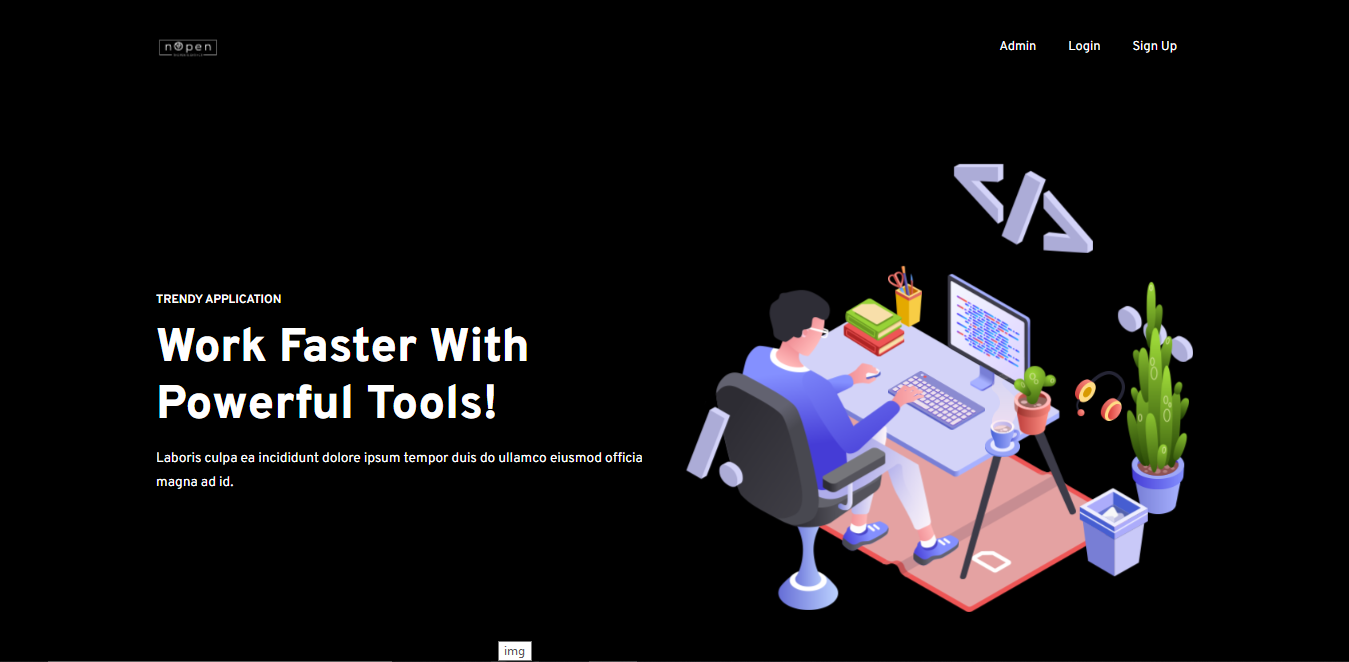 nopen
Admin
Login
Sign Up
TRENDY APPLICATION
Work Faster With
Powerful Tools!
Laboris culpa ea incididunt dolore ipsum tempor duis do ullamco eiusmod officia
magna ad id.
img